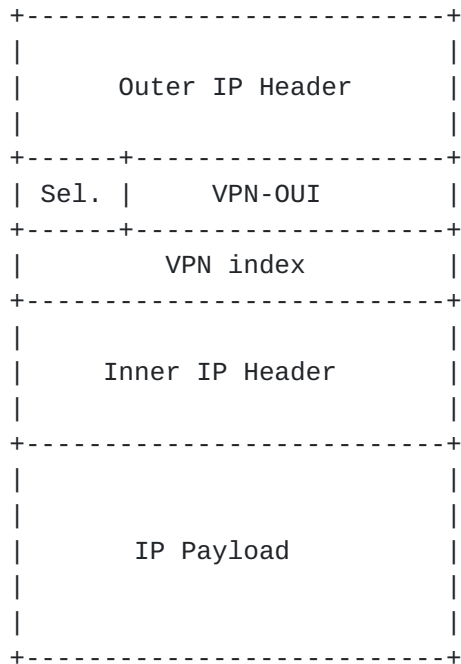 Outer IP Header
Sel. VPN-OUI
VPN index
Inner IP Header
IP Payload